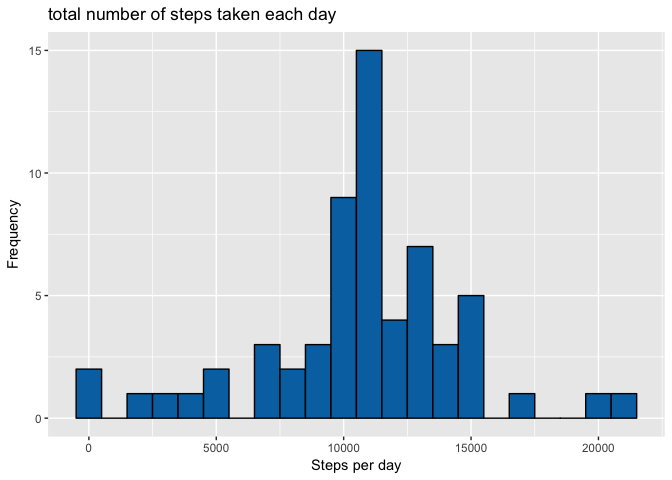 total number of steps taken each day
15
10
5
0
Frequency
0 5000 10000 15000 20000
Steps per day